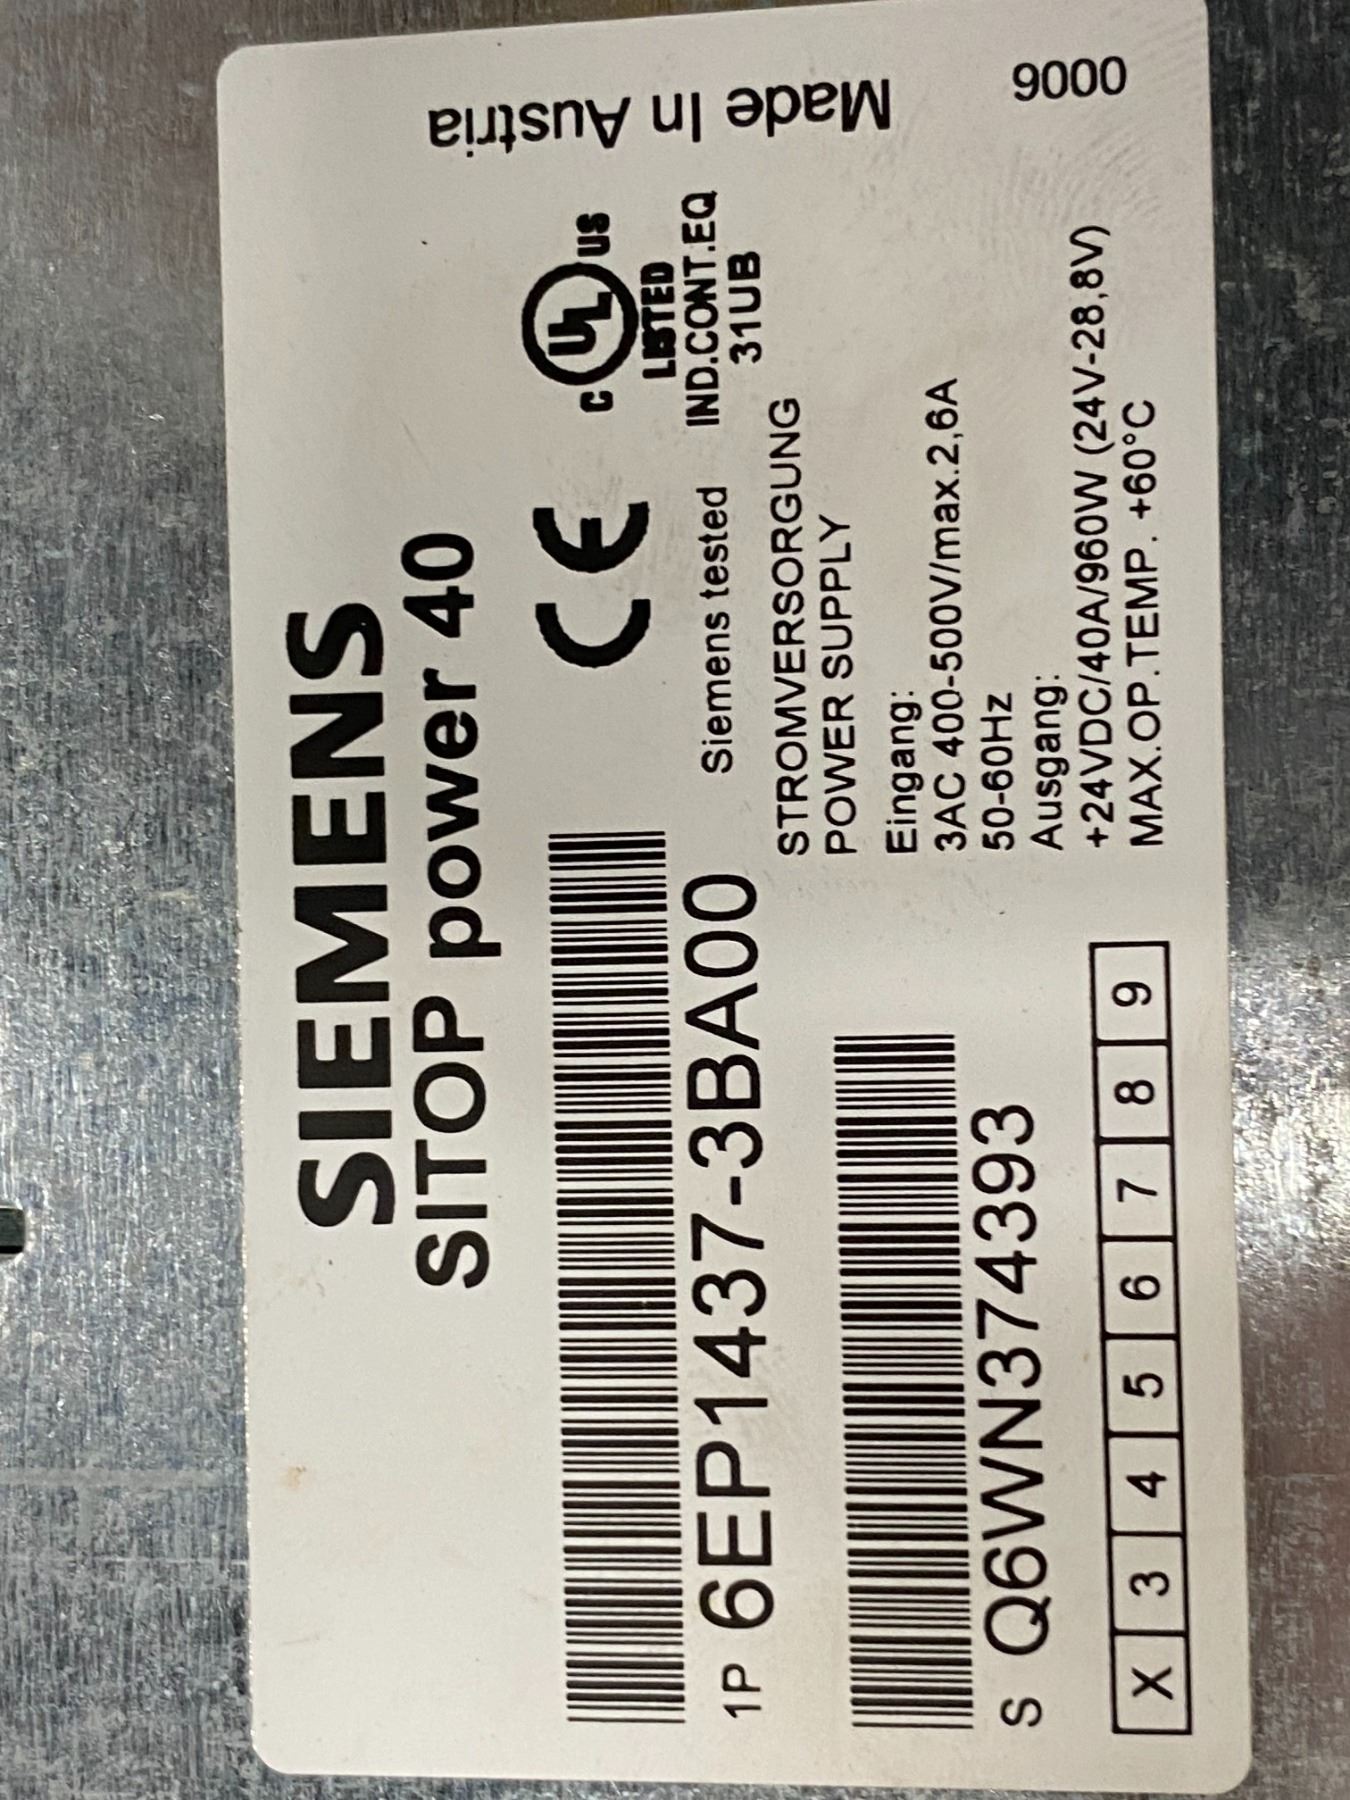 SIEMENS
SITOP power 40
1P 6EP1437-3BA00
S Q6WN3743393
X 3 4 5 6 7 8 9
CE
C UL US
LISTED
Siemens tested IND.CONT.EQ
31UB
STROMVERSORGUNG
POWER SUPPLY
Eingang:
3AC 400-500V/max.2,6A
50-60Hz
Ausgang:
+24VDC/40A/960W (24V-28,8V)
MAX.OP.TEMP. +60°C
Made In Austria
9000